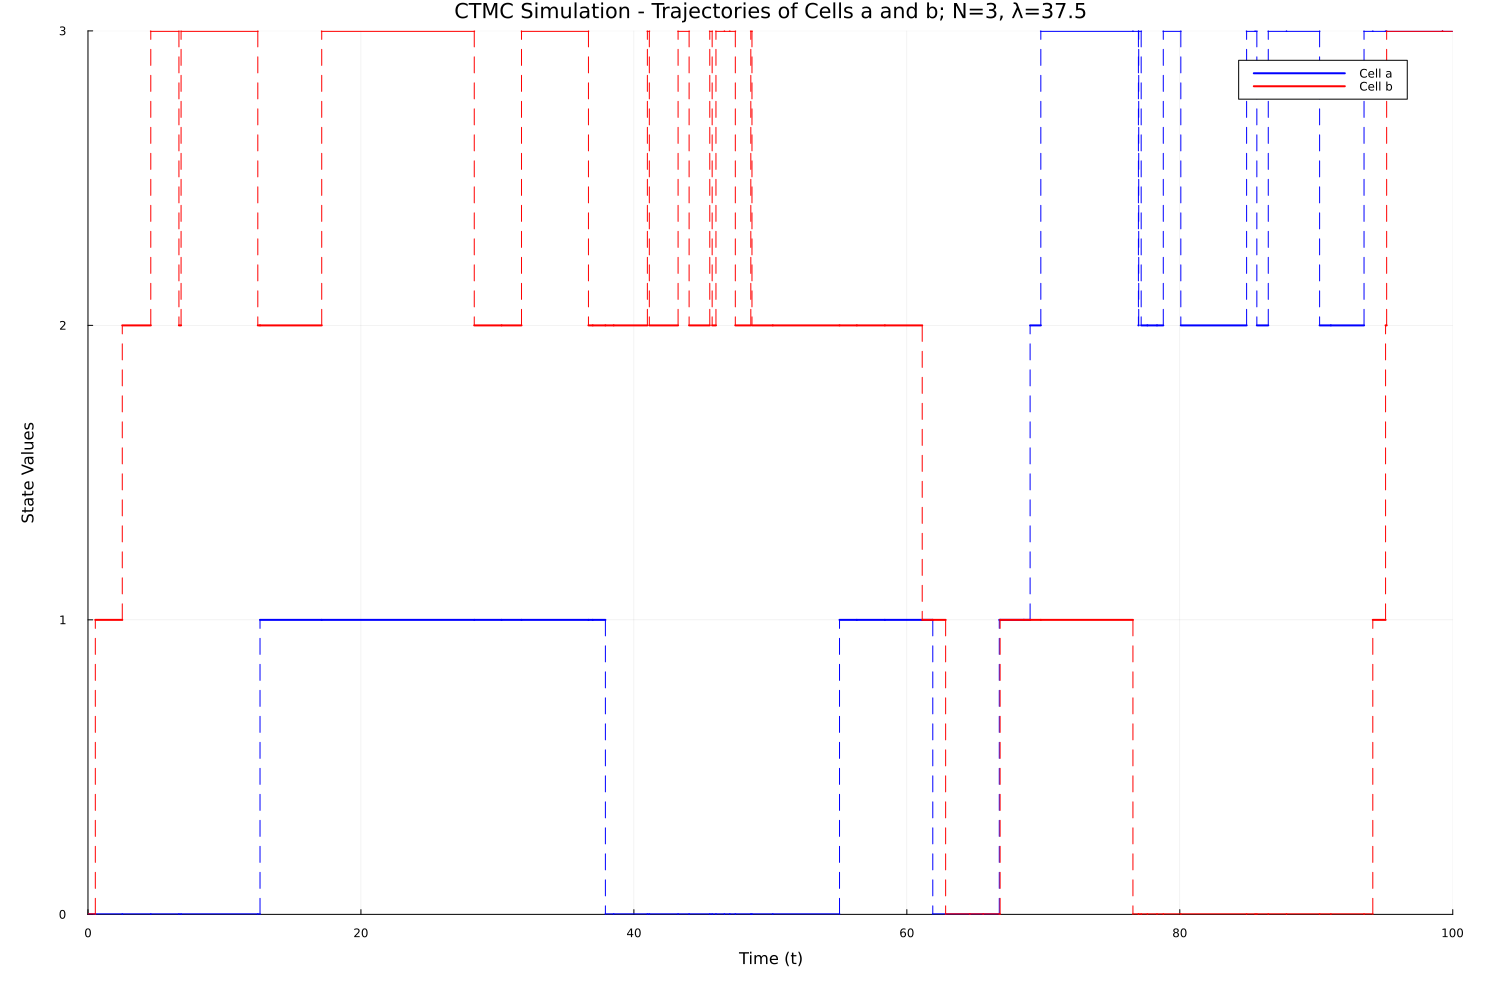 CTMC Simulation - Trajectories of Cells a and b; N=3, λ=37.5
3
Cell a
Cell b
2
State Values
1
0
0 20 40 60 80 100
Time (t)